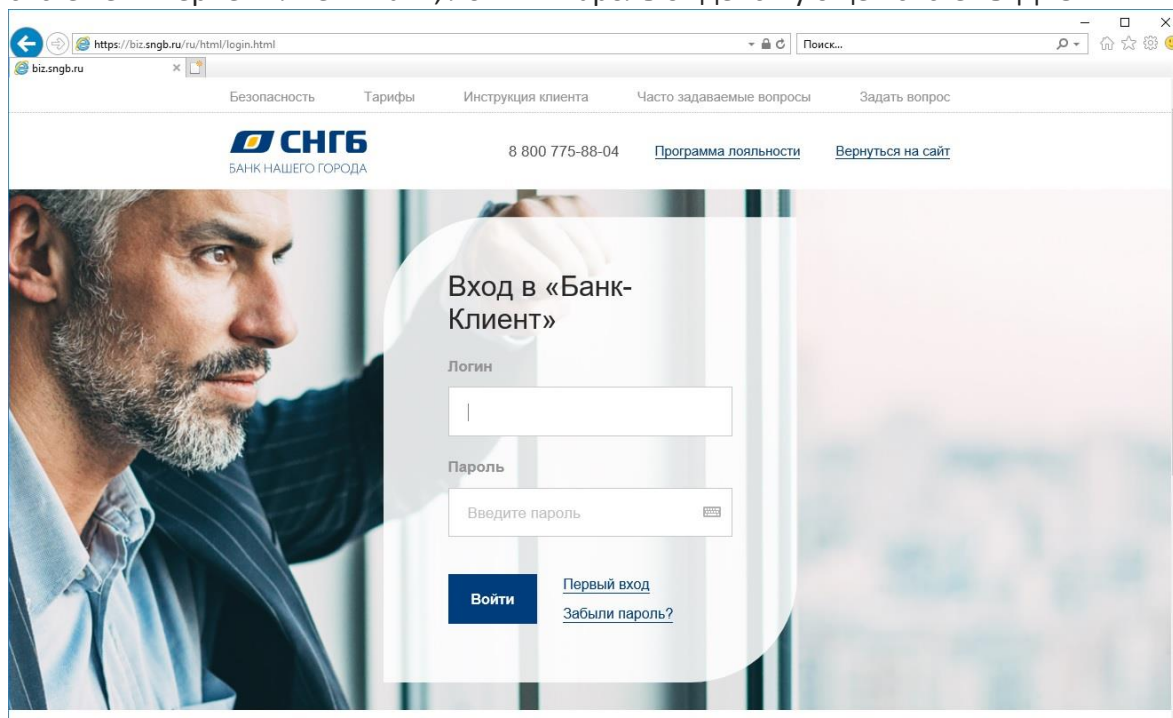 https://biz.sngb.ru/ru/html/login.html
Поиск...
biz.sngb.ru
Безопасность Тарифы Инструкция клиента Часто задаваемые вопросы Задать вопрос
СНГБ
БАНК НАШЕГО ГОРОДА
8 800 775-88-04 Программа лояльности Вернуться на сайт
Вход в «Банк-
Клиент»
Логин
Пароль
Введите пароль
Войти
Первый вход
Забыли пароль?